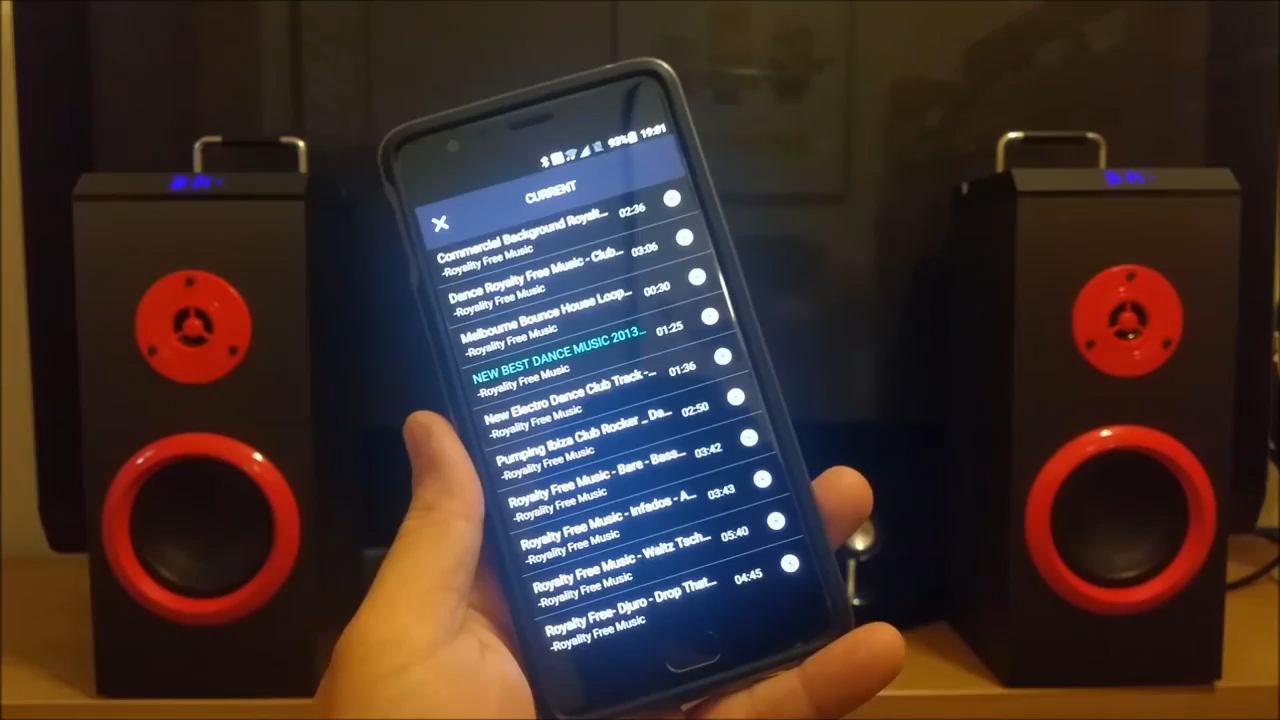 93% 19:01
CURRENT
Commercial Background Royalt... 02:36
-Royality Free Music
Dance Royalty Free Music - Club... 03:06
-Royality Free Music
Melbourne Bounce House Loop... 00:30
-Royality Free Music
NEW BEST DANCE MUSIC 2013... 01:25
-Royality Free Music
New Electro Dance Club Track -... 01:36
-Royality Free Music
Pumping Ibiza Club Rocker _ Da... 02:50
-Royality Free Music
Royalty Free Music - Bare - Bass... 03:42
-Royality Free Music
Royalty Free Music - Infados - A... 03:43
-Royality Free Music
Royalty Free Music - Waltz Tsch... 05:40
-Royality Free Music
Royalty Free- Djuro - Drop That... 04:45
-Royality Free Music